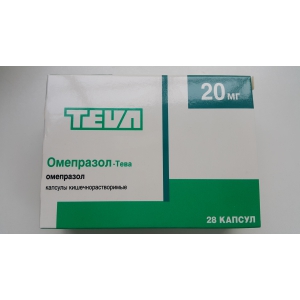 20 мг
TEVA
Омепразол-Тева
омепразол
капсулы кишечнорастворимые
28 КАПСУЛ